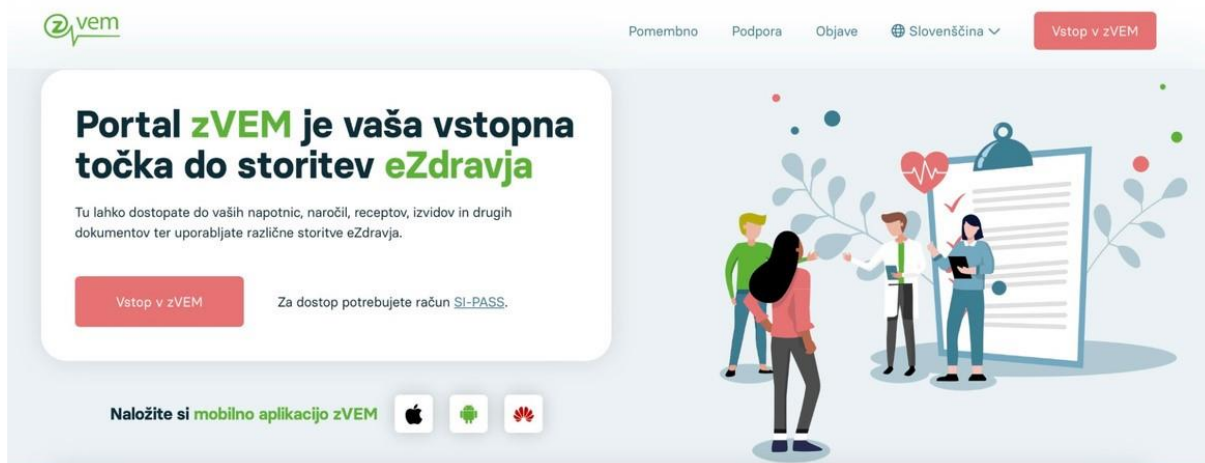 zvem
Pomembno
Podpora
Objave
Slovenščina
Vstop v zVEM
Portal zVEM je vaša vstopna
točka do storitev eZdravja
Tu lahko dostopate do vaših napotnic, naročil, receptov, izvidov in drugih
dokumentov ter uporabljate različne storitve eZdravja.
Vstop v zVEM
Za dostop potrebujete račun SI-PASS.
Naložite si mobilno aplikacijo zVEM